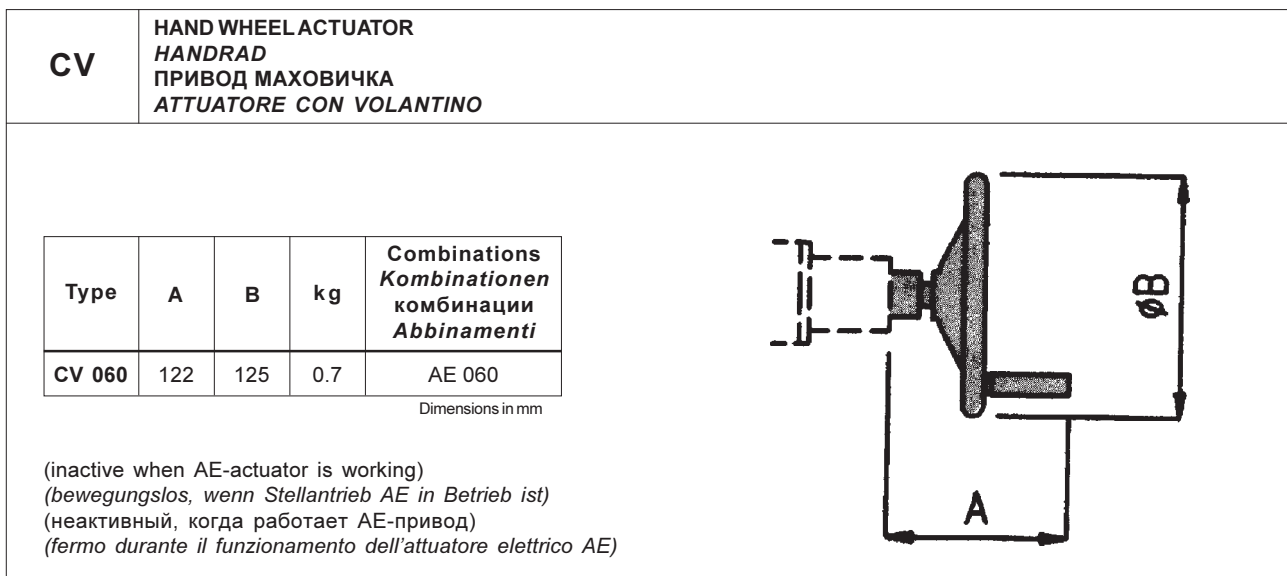 CV
HAND WHEEL ACTUATOR
HANDRAD
ПРИВОД МАХОВИЧКА
ATTUATORE CON VOLANTINO
Type A B kg Combinations
Kombinationen
комбинации
Abbinamenti
CV 060 122 125 0.7 AE 060
Dimensions in mm
(inactive when AE-actuator is working)
(bewegungslos, wenn Stellantrieb AE in Betrieb ist)
(неактивный, когда работает AE-привод)
(fermo durante il funzionamento dell'attuatore elettrico AE)
øB
A